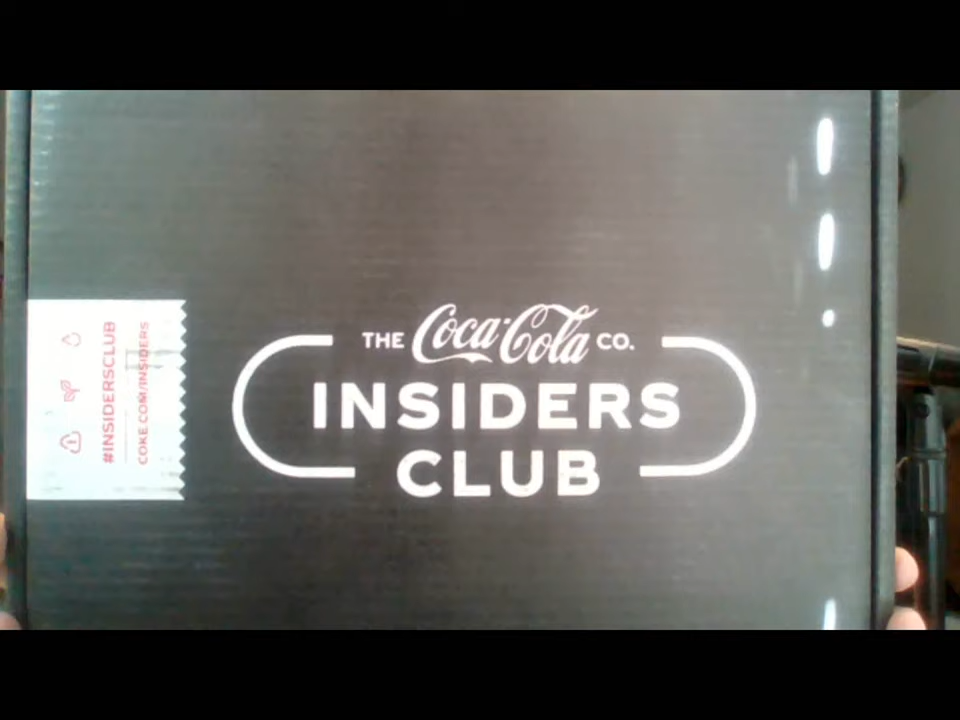 THE Coca-Cola CO.
INSIDERS
CLUB
#INSIDERSCLUB
COKE.COM/INSIDERS